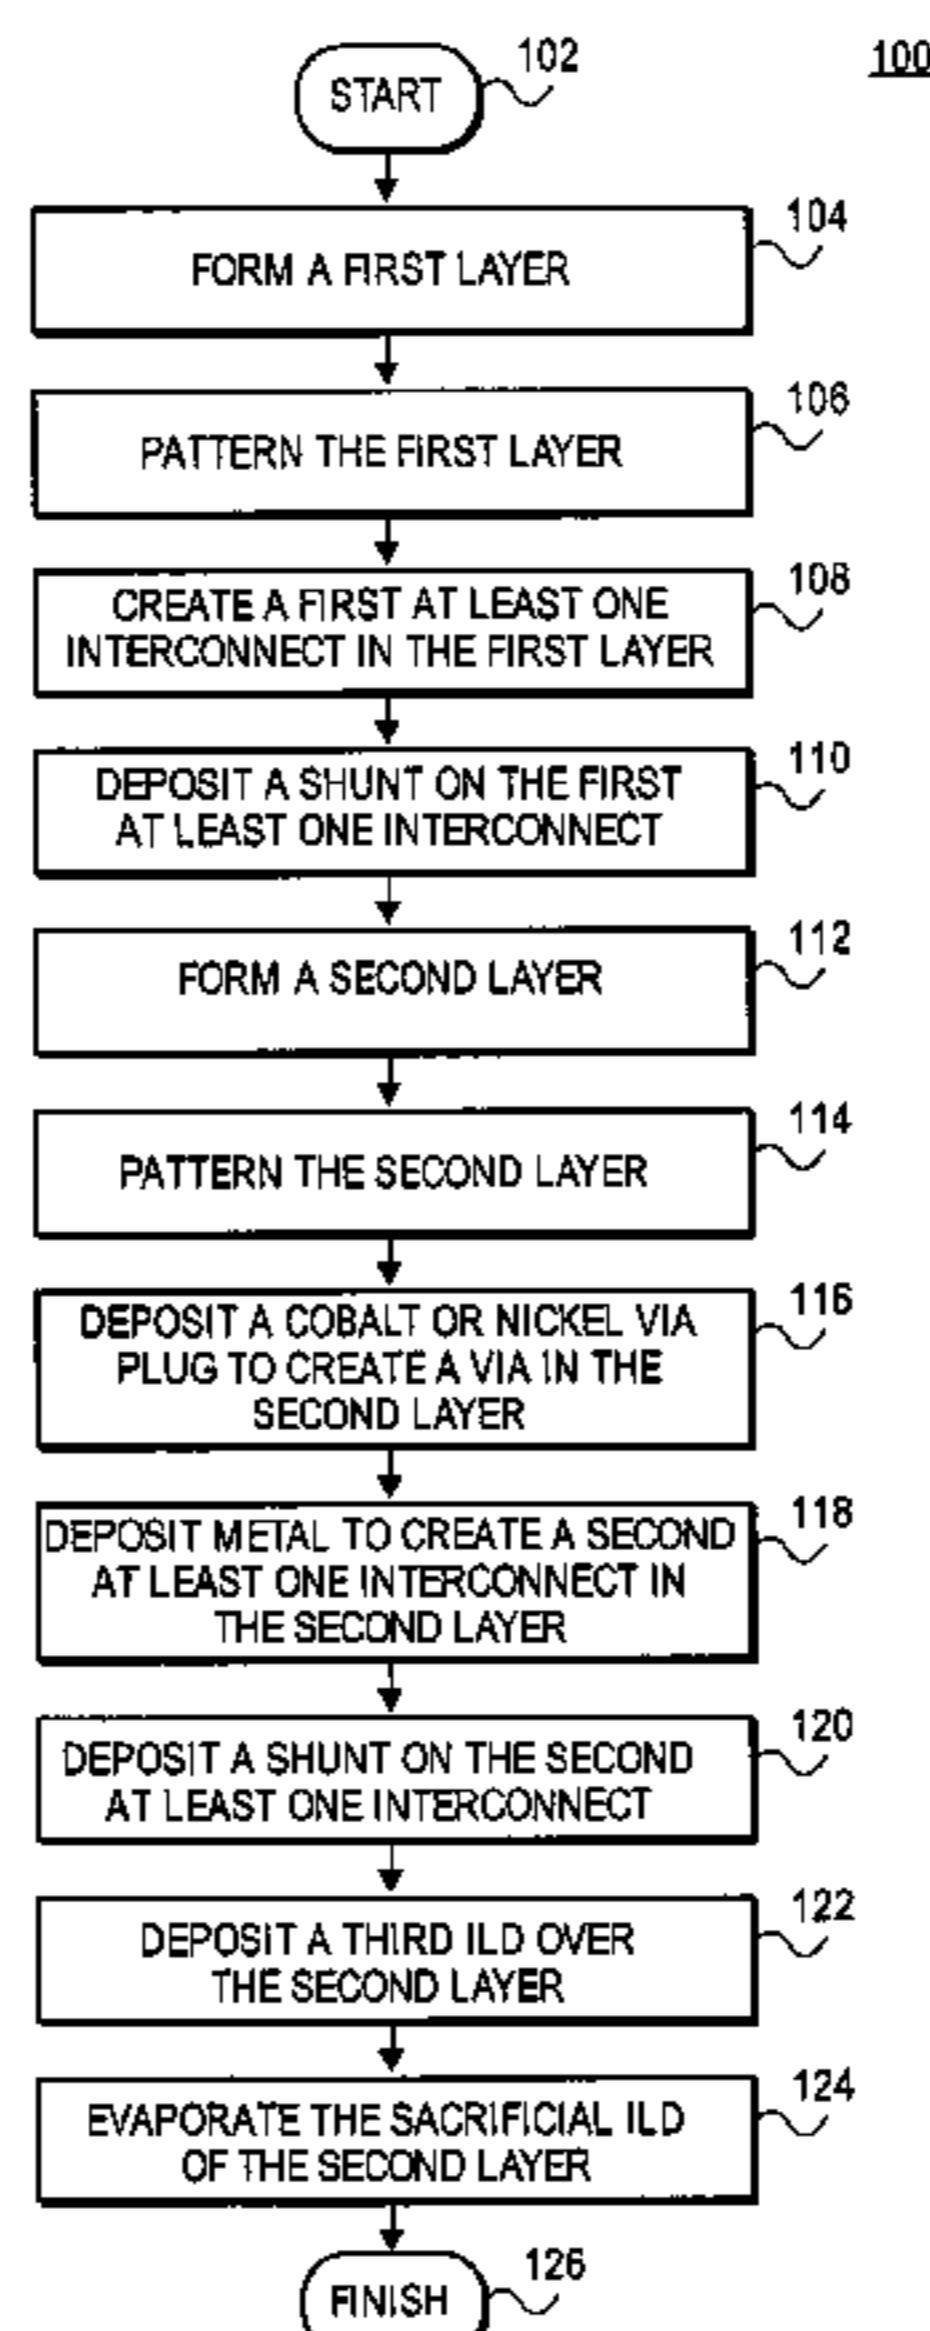 100
102
START
104
FORM A FIRST LAYER
106
PATTERN THE FIRST LAYER
108
CREATE A FIRST AT LEAST ONE
INTERCONNECT IN THE FIRST LAYER
110
DEPOSIT A SHUNT ON THE FIRST
AT LEAST ONE INTERCONNECT
112
FORM A SECOND LAYER
114
PATTERN THE SECOND LAYER
116
DEPOSIT A COBALT OR NICKEL VIA
PLUG TO CREATE A VIA IN THE
SECOND LAYER
118
DEPOSIT METAL TO CREATE A SECOND
AT LEAST ONE INTERCONNECT IN
THE SECOND LAYER
120
DEPOSIT A SHUNT ON THE SECOND
AT LEAST ONE INTERCONNECT
122
DEPOSIT A THIRD ILD OVER
THE SECOND LAYER
124
EVAPORATE THE SACRIFICIAL ILD
OF THE SECOND LAYER
126
FINISH